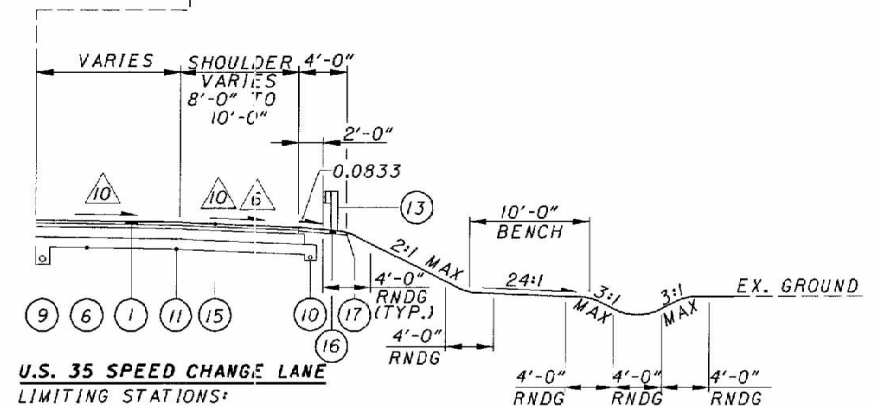 VARIES
SHOULDER
VARIES
8'-0" TO
10'-0"
4'-0"
2'-0"
0.0833
10
10
6
13
10'-0"
BENCH
2:1 MAX
24:1
3:1
MAX
3:1
MAX
EX. GROUND
4'-0"
RNDG
(TYP.)
9
6
1
11
15
10
17
16
4'-0"
RNDG
4'-0"
RNDG
4'-0"
RNDG
4'-0"
RNDG
U.S. 35 SPEED CHANGE LANE
LIMITING STATIONS: